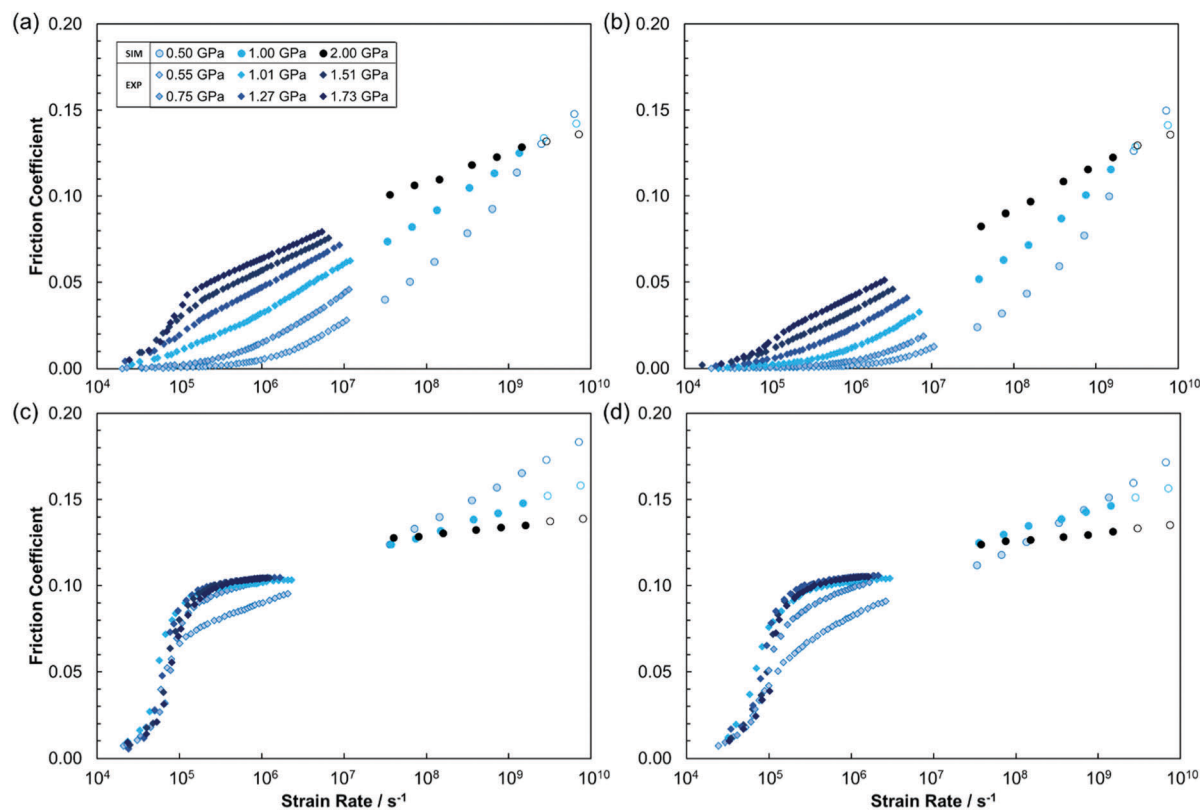 (a)
0.20
0.15
0.10
0.05
0.00
Friction Coefficient
SIM 0.50 GPa 1.00 GPa 2.00 GPa
EXP 0.55 GPa 1.01 GPa 1.51 GPa
0.75 GPa 1.27 GPa 1.73 GPa
10⁴ 10⁵ 10⁶ 10⁷ 10⁸ 10⁹ 10¹⁰
(b)
0.20
0.15
0.10
0.05
0.00
10⁴ 10⁵ 10⁶ 10⁷ 10⁸ 10⁹ 10¹⁰
(c)
0.20
0.15
0.10
0.05
0.00
Friction Coefficient
10⁴ 10⁵ 10⁶ 10⁷ 10⁸ 10⁹ 10¹⁰
Strain Rate / s⁻¹
(d)
0.20
0.15
0.10
0.05
0.00
10⁴ 10⁵ 10⁶ 10⁷ 10⁸ 10⁹ 10¹⁰
Strain Rate / s⁻¹